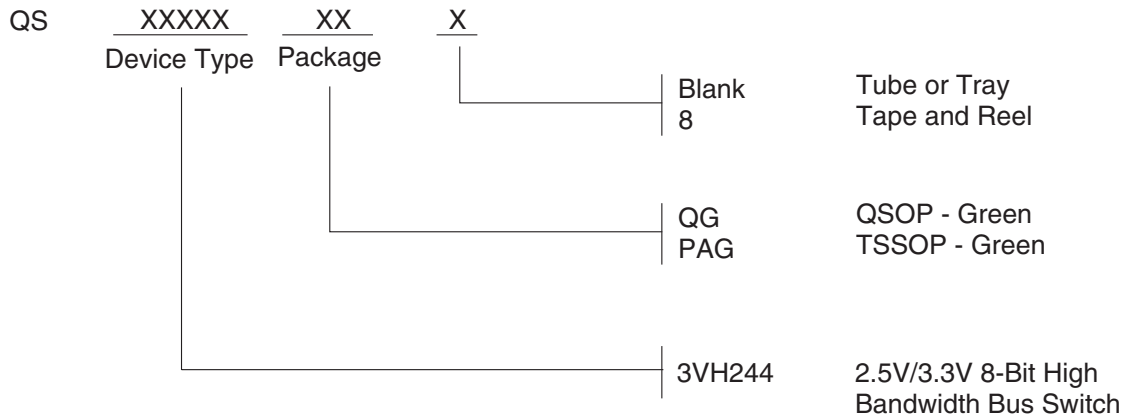 QS XXXXX XX X
Device Type Package
Blank Tube or Tray
8 Tape and Reel
QG QSOP - Green
PAG TSSOP - Green
3VH244 2.5V/3.3V 8-Bit High
Bandwidth Bus Switch